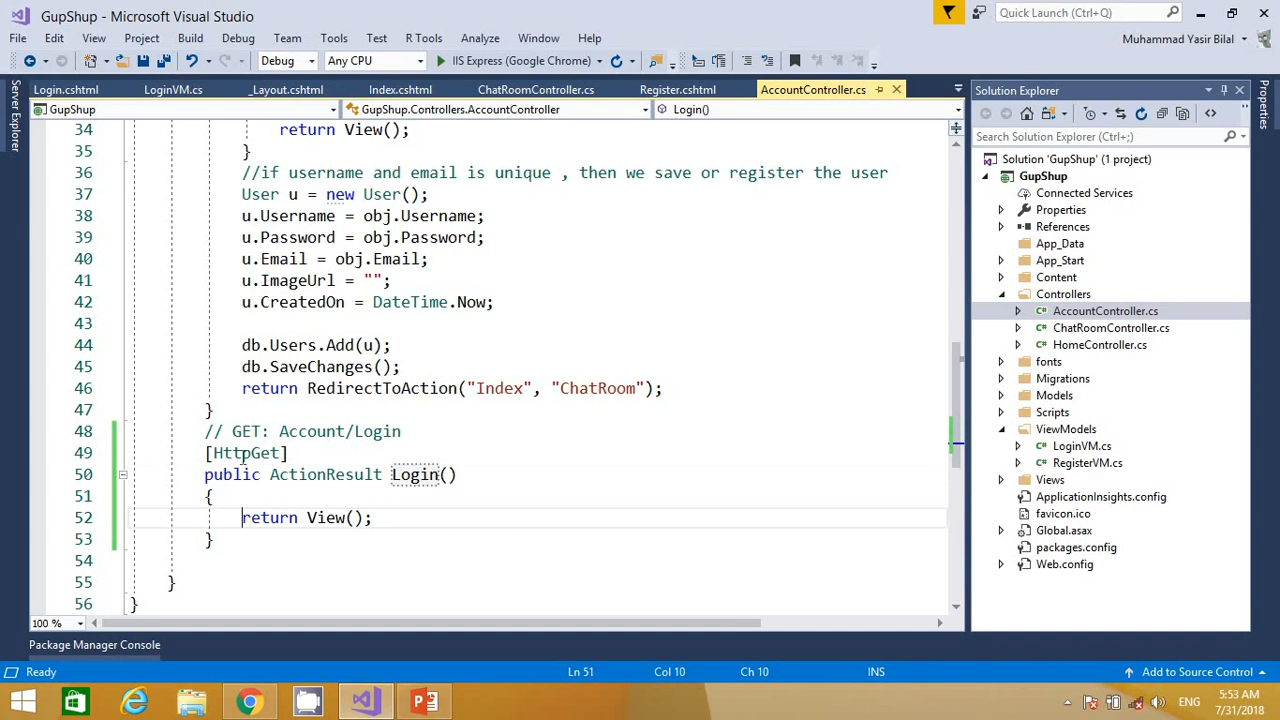 GupShup - Microsoft Visual Studio
Quick Launch (Ctrl+Q)
File Edit View Project Build Debug Team Tools Test R Tools Analyze Window Help
Muhammad Yasir Bilal
Debug Any CPU IIS Express (Google Chrome)
Server Explorer
Login.cshtml LoginVM.cs _Layout.cshtml Index.cshtml ChatRoomController.cs Register.cshtml AccountController.cs
GupShup GupShup.Controllers.AccountController Login()
34 return View();
35 }
36 //if username and email is unique , then we save or register the user
37 User u = new User();
38 u.Username = obj.Username;
39 u.Password = obj.Password;
40 u.Email = obj.Email;
41 u.ImageUrl = "";
42 u.CreatedOn = DateTime.Now;
43
44 db.Users.Add(u);
45 db.SaveChanges();
46 return RedirectToAction("Index", "ChatRoom");
47 }
48 // GET: Account/Login
49 [HttpGet]
50 public ActionResult Login()
51 {
52 return View();
53 }
54
55 }
56 }
100 %
Package Manager Console
Ready Ln 51 Col 10 Ch 10 INS Add to Source Control
Solution Explorer
Search Solution Explorer (Ctrl+;)
Solution 'GupShup' (1 project)
GupShup
Connected Services
Properties
References
App_Data
App_Start
Content
Controllers
AccountController.cs
ChatRoomController.cs
HomeController.cs
fonts
Migrations
Models
Scripts
ViewModels
LoginVM.cs
RegisterVM.cs
Views
ApplicationInsights.config
favicon.ico
Global.asax
packages.config
Web.config
Properties
ENG
5:53 AM
7/31/2018